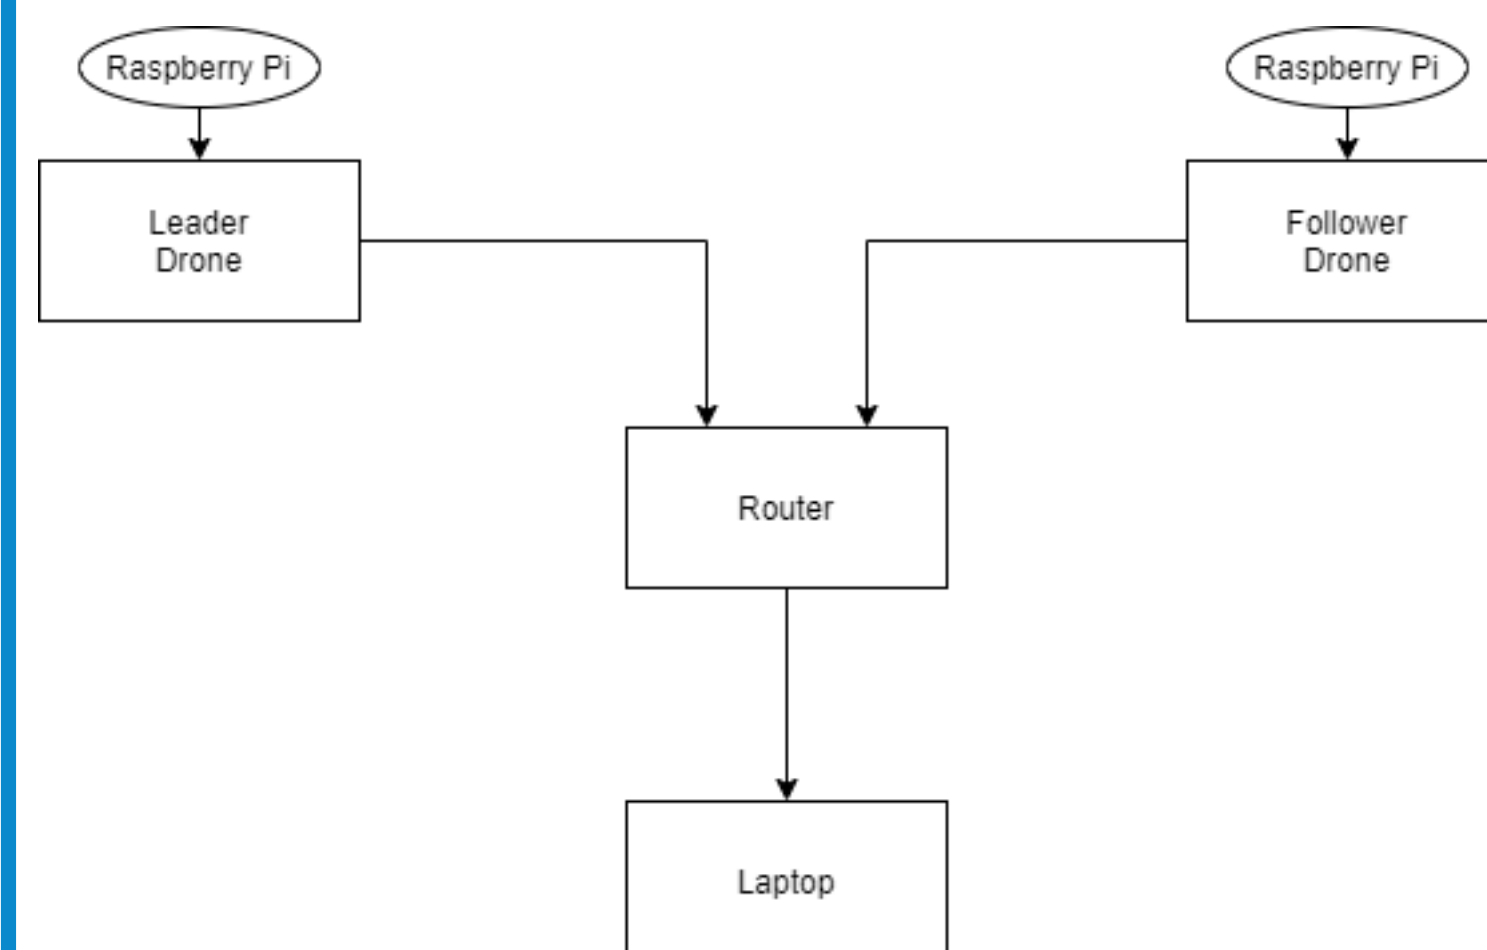 Raspberry Pi
Raspberry Pi
Leader
Drone
Follower
Drone
Router
Laptop